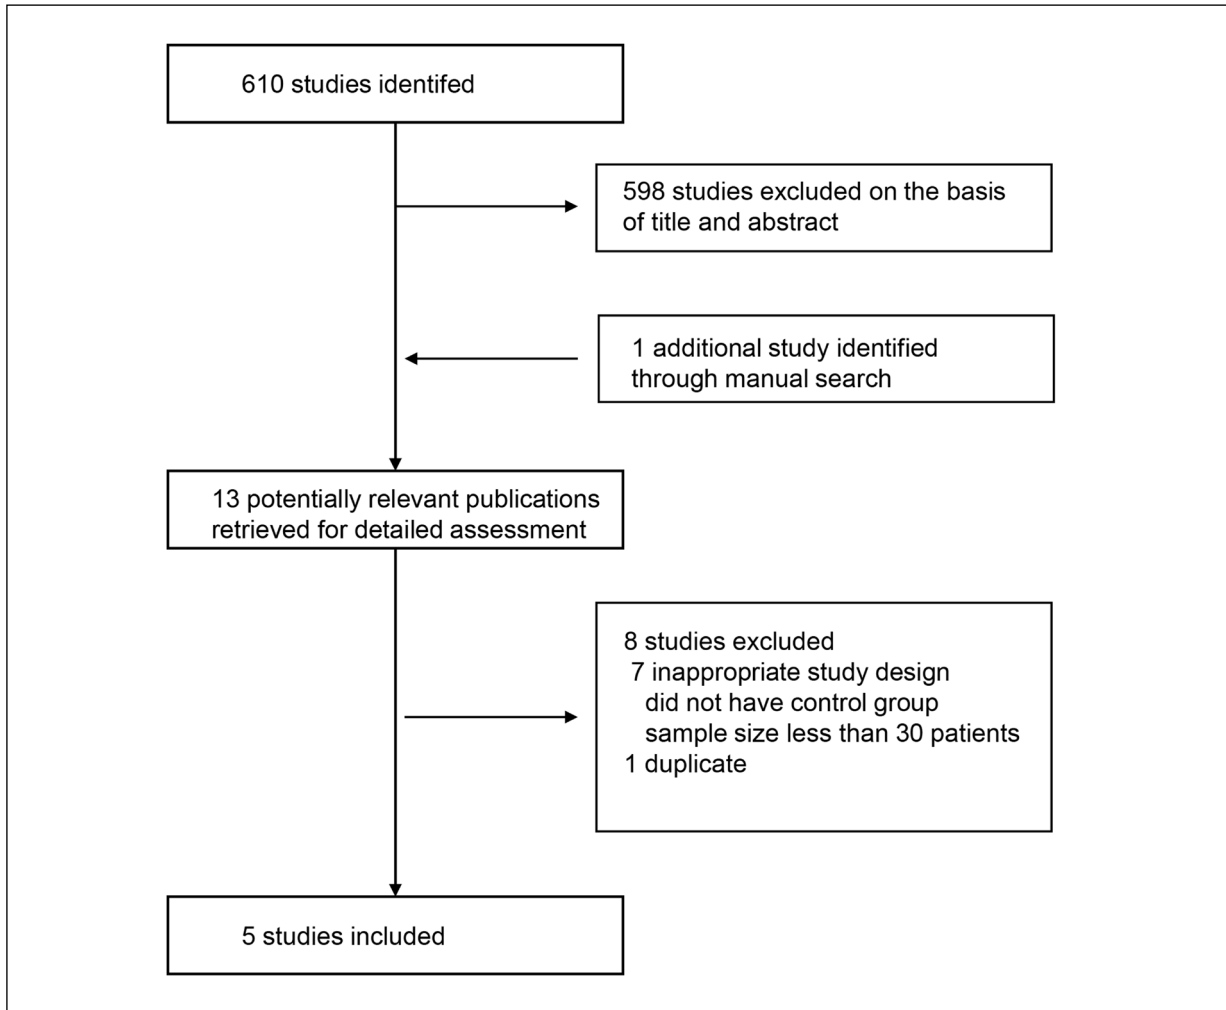 610 studies identifed
598 studies excluded on the basis
of title and abstract
1 additional study identified
through manual search
13 potentially relevant publications
retrieved for detailed assessment
8 studies excluded
7 inappropriate study design
did not have control group
sample size less than 30 patients
1 duplicate
5 studies included